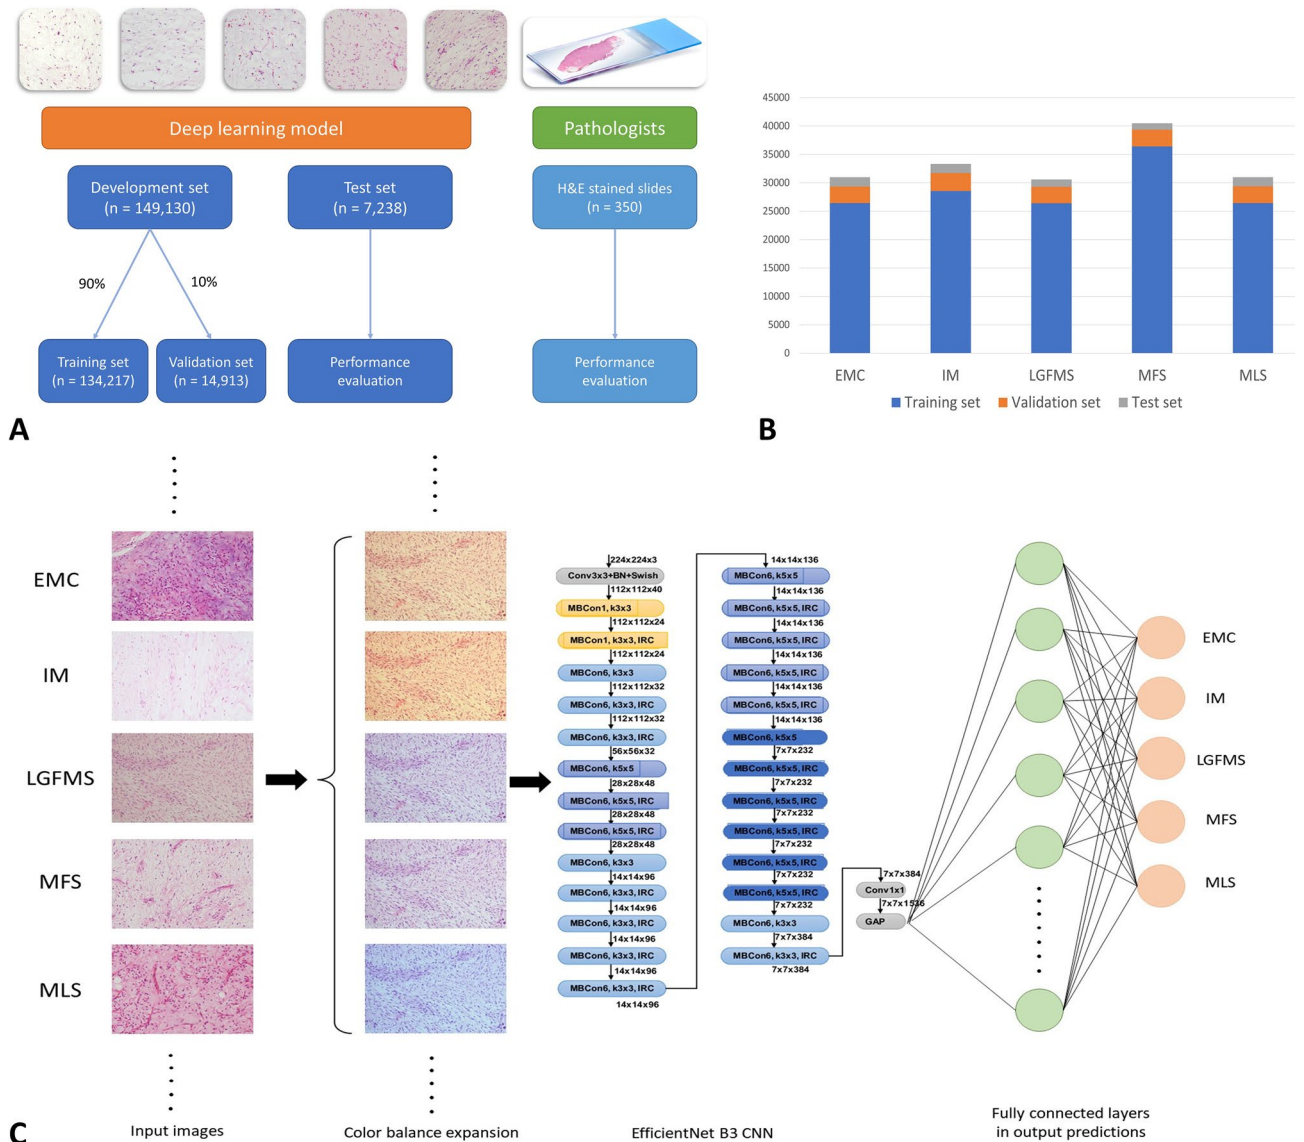 Deep learning model
Pathologists
Development set
(n = 149,130)
Test set
(n = 7,238)
H&E stained slides
(n = 350)
90%
10%
Training set
(n = 134,217)
Validation set
(n = 14,913)
Performance
evaluation
Performance
evaluation
A
45000
40000
35000
30000
25000
20000
15000
10000
5000
0
EMC
IM
LGFMS
MFS
MLS
Training set
Validation set
Test set
B
EMC
IM
LGFMS
MFS
MLS
224x224x3
Conv3x3+BN+Swish
112x112x40
MBCon1, k3x3
112x112x24
MBCon1, k3x3, IRC
112x112x24
MBCon6, k3x3
112x112x32
MBCon6, k3x3, IRC
112x112x32
MBCon6, k3x3, IRC
56x56x32
MBCon6, k5x5
28x28x48
MBCon6, k5x5, IRC
28x28x48
MBCon6, k5x5, IRC
28x28x48
MBCon6, k3x3
14x14x96
MBCon6, k3x3, IRC
14x14x96
MBCon6, k3x3, IRC
14x14x96
MBCon6, k3x3, IRC
14x14x96
MBCon6, k3x3, IRC
14x14x96
14x14x136
MBCon6, k5x5
14x14x136
MBCon6, k5x5, IRC
14x14x136
MBCon6, k5x5, IRC
14x14x136
MBCon6, k5x5, IRC
14x14x136
MBCon6, k5x5, IRC
14x14x136
MBCon6, k5x5
7x7x232
MBCon6, k5x5, IRC
7x7x232
MBCon6, k5x5, IRC
7x7x232
MBCon6, k5x5, IRC
7x7x232
MBCon6, k5x5, IRC
7x7x232
MBCon6, k5x5, IRC
7x7x232
MBCon6, k3x3
7x7x384
MBCon6, k3x3, IRC
7x7x384
7x7x384
Conv1x1
7x7x1536
GAP
EMC
IM
LGFMS
MFS
MLS
C
Input images
Color balance expansion
EfficientNet B3 CNN
Fully connected layers
in output predictions